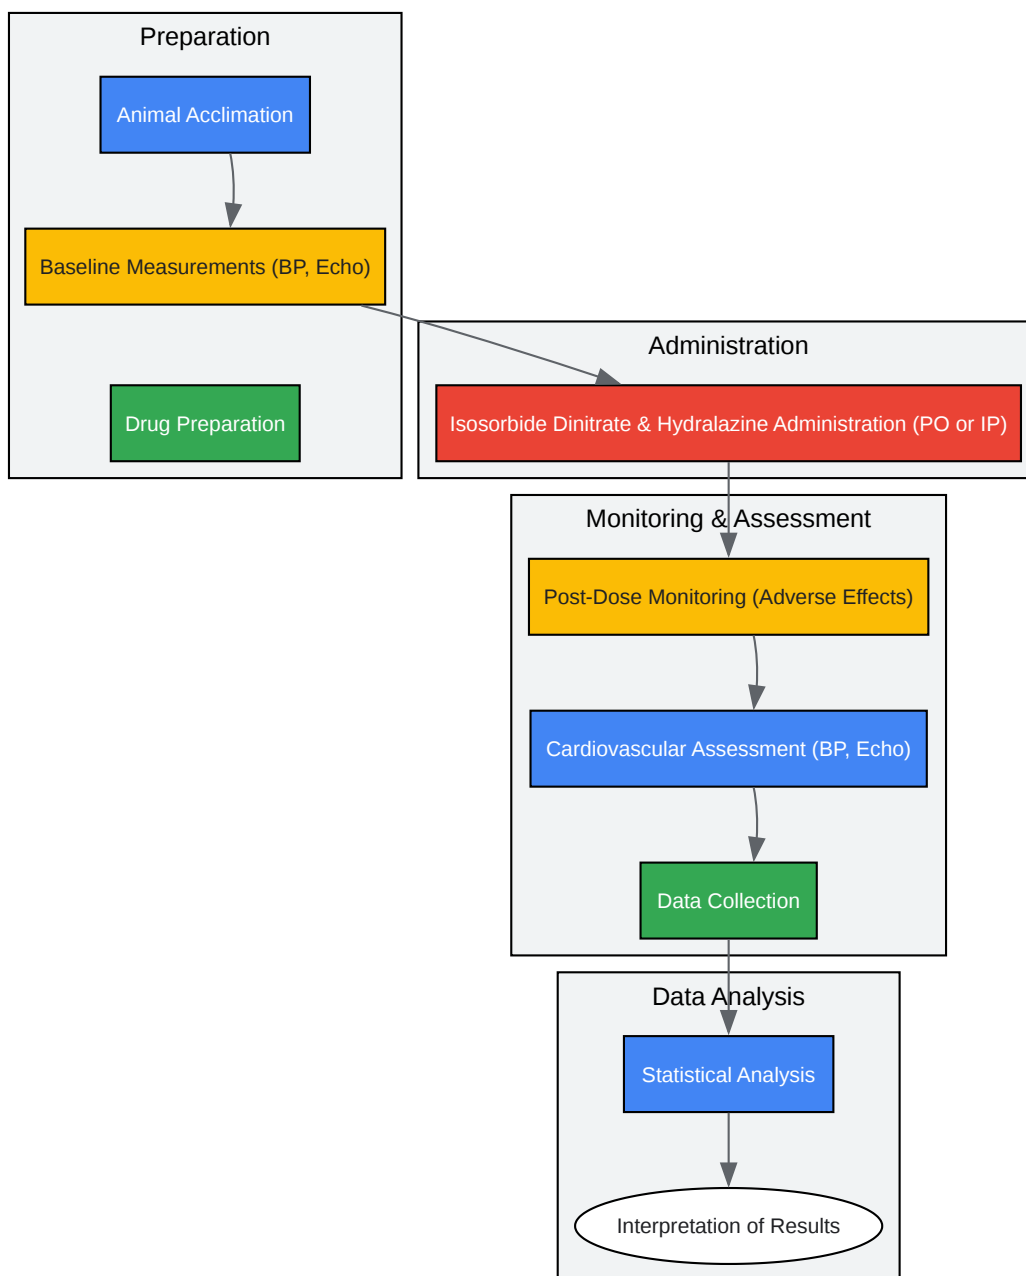 Preparation
Animal Acclimation
Baseline Measurements (BP, Echo)
Drug Preparation
Administration
Isosorbide Dinitrate & Hydralazine Administration (PO or IP)
Monitoring & Assessment
Post-Dose Monitoring (Adverse Effects)
Cardiovascular Assessment (BP, Echo)
Data Collection
Data Analysis
Statistical Analysis
Interpretation of Results